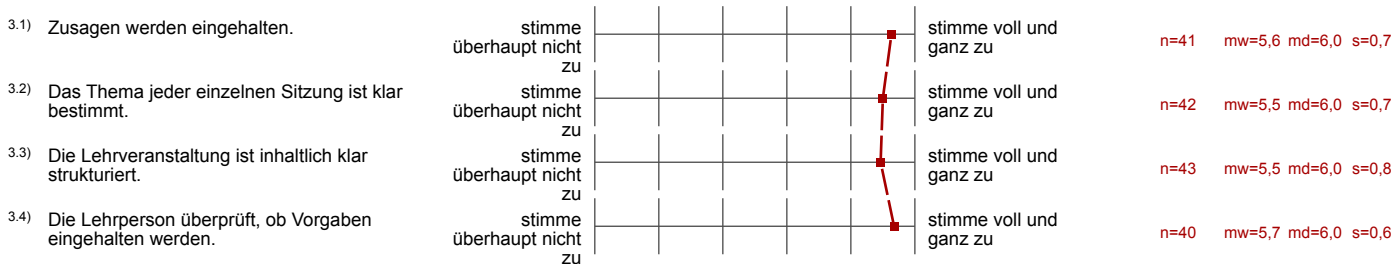 3.1) Zusagen werden eingehalten.
stimme
überhaupt nicht
zu
stimme voll und
ganz zu
n=41 mw=5,6 md=6,0 s=0,7
3.2) Das Thema jeder einzelnen Sitzung ist klar
bestimmt.
stimme
überhaupt nicht
zu
stimme voll und
ganz zu
n=42 mw=5,5 md=6,0 s=0,7
3.3) Die Lehrveranstaltung ist inhaltlich klar
strukturiert.
stimme
überhaupt nicht
zu
stimme voll und
ganz zu
n=43 mw=5,5 md=6,0 s=0,8
3.4) Die Lehrperson überprüft, ob Vorgaben
eingehalten werden.
stimme
überhaupt nicht
zu
stimme voll und
ganz zu
n=40 mw=5,7 md=6,0 s=0,6